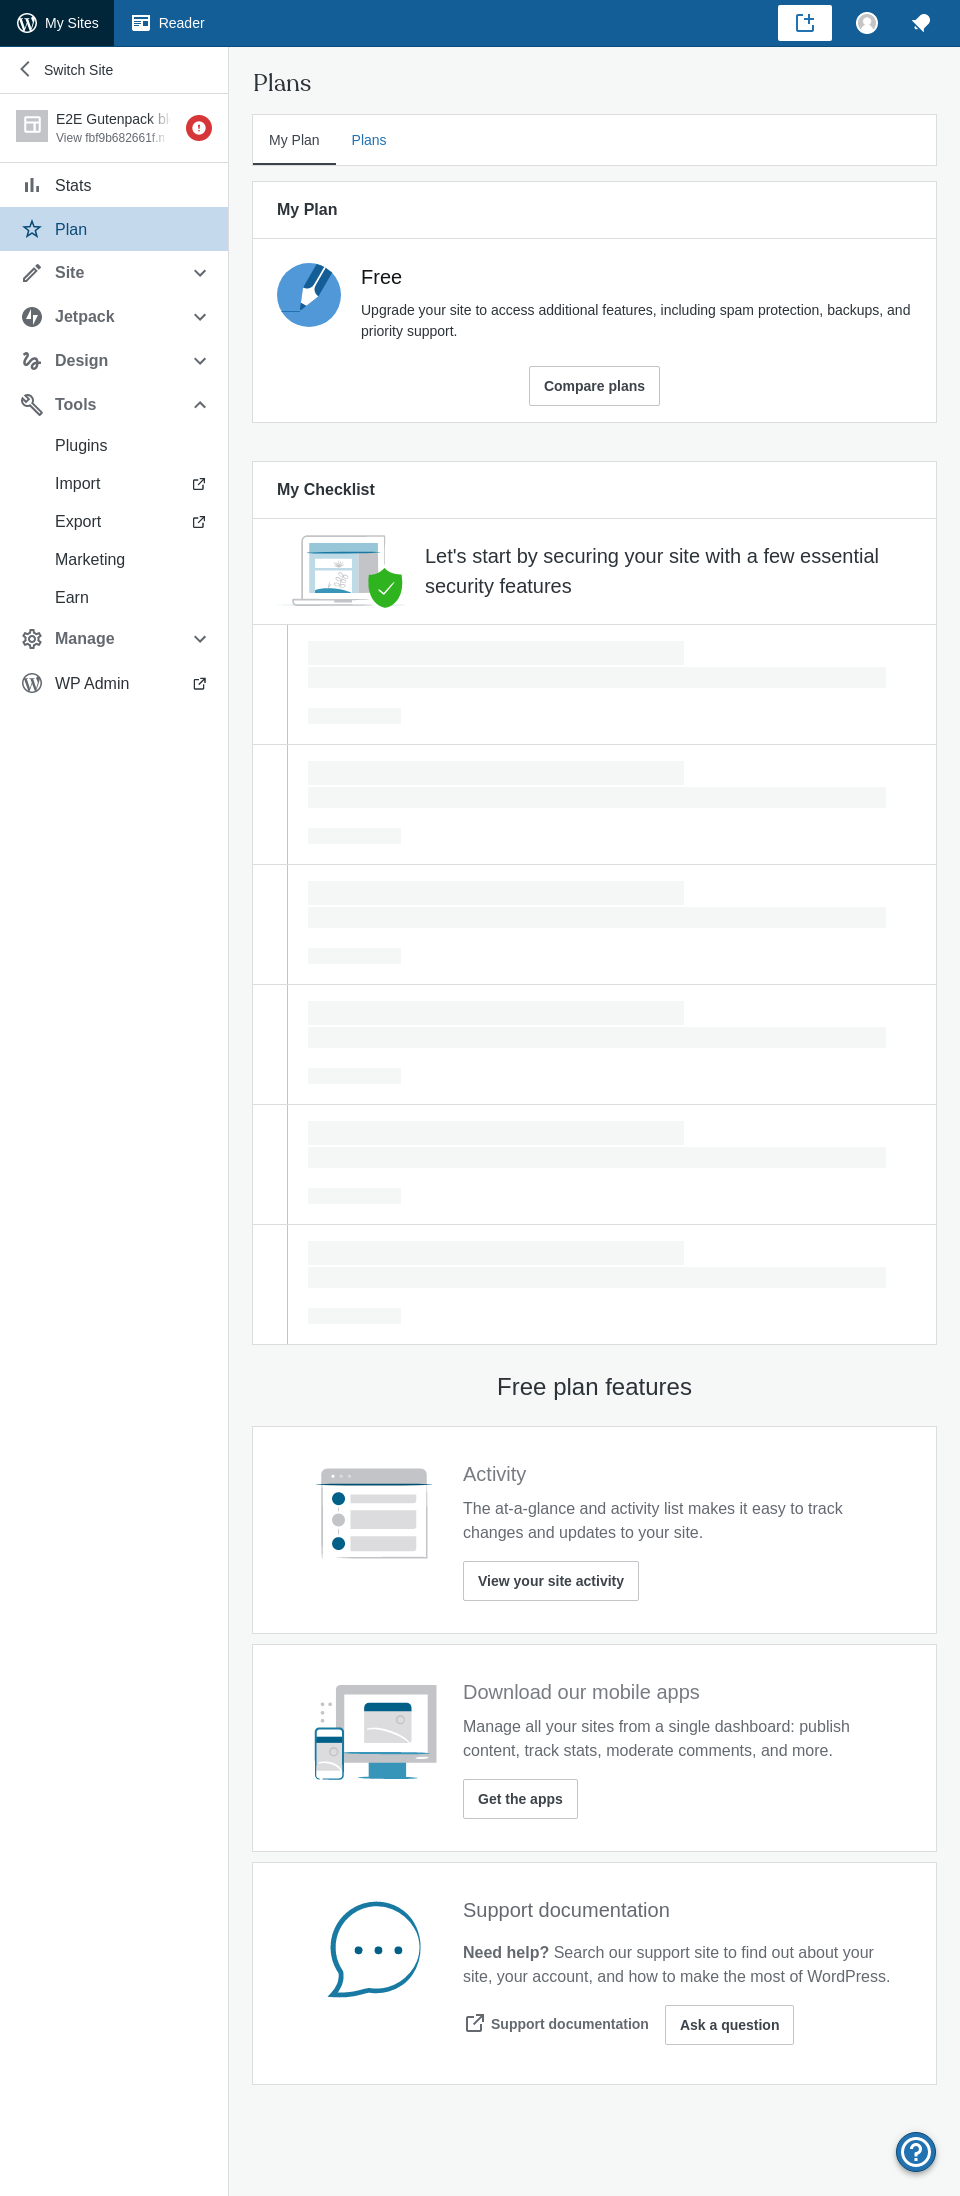 My Sites
Reader
Switch Site
E2E Gutenpack
View fbf9b682661f.n
Stats
Plan
Site
Jetpack
Design
Tools
Plugins
Import
Export
Marketing
Earn
Manage
WP Admin
Plans
My Plan
Plans
My Plan
Free
Upgrade your site to access additional features, including spam protection, backups, and
priority support.
Compare plans
My Checklist
Let's start by securing your site with a few essential
security features
Free plan features
Activity
The at-a-glance and activity list makes it easy to track
changes and updates to your site.
View your site activity
Download our mobile apps
Manage all your sites from a single dashboard: publish
content, track stats, moderate comments, and more.
Get the apps
Support documentation
Need help? Search our support site to find out about your
site, your account, and how to make the most of WordPress.
Support documentation
Ask a question